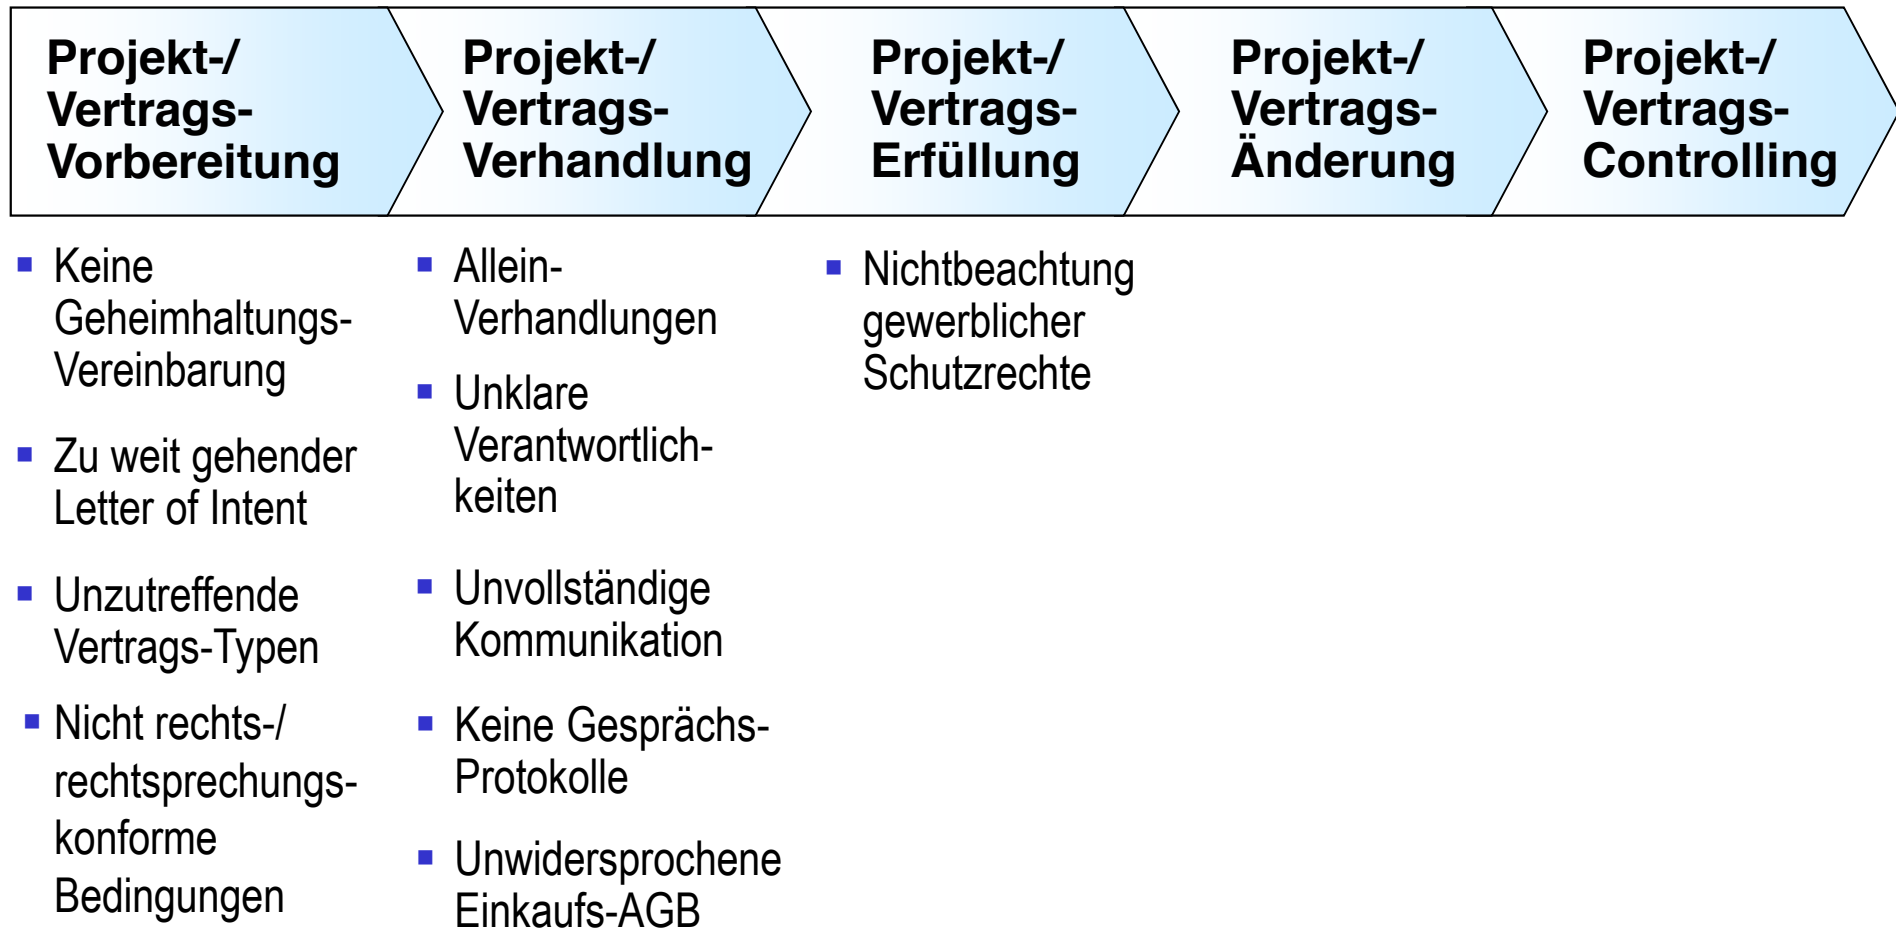 Projekt-/
Vertrags-
Vorbereitung
Projekt-/
Vertrags-
Verhandlung
Projekt-/
Vertrags-
Erfüllung
Projekt-/
Vertrags-
Änderung
Projekt-/
Vertrags-
Controlling
▪ Keine
Geheimhaltungs-
Vereinbarung
▪ Zu weit gehender
Letter of Intent
▪ Unzutreffende
Vertrags-Typen
▪ Nicht rechts-/
rechtsprechungs-
konforme
Bedingungen
▪ Allein-
Verhandlungen
▪ Unklare
Verantwortlich-
keiten
▪ Unvollständige
Kommunikation
▪ Keine Gesprächs-
Protokolle
▪ Unwidersprochene
Einkaufs-AGB
▪ Nichtbeachtung
gewerblicher
Schutzrechte